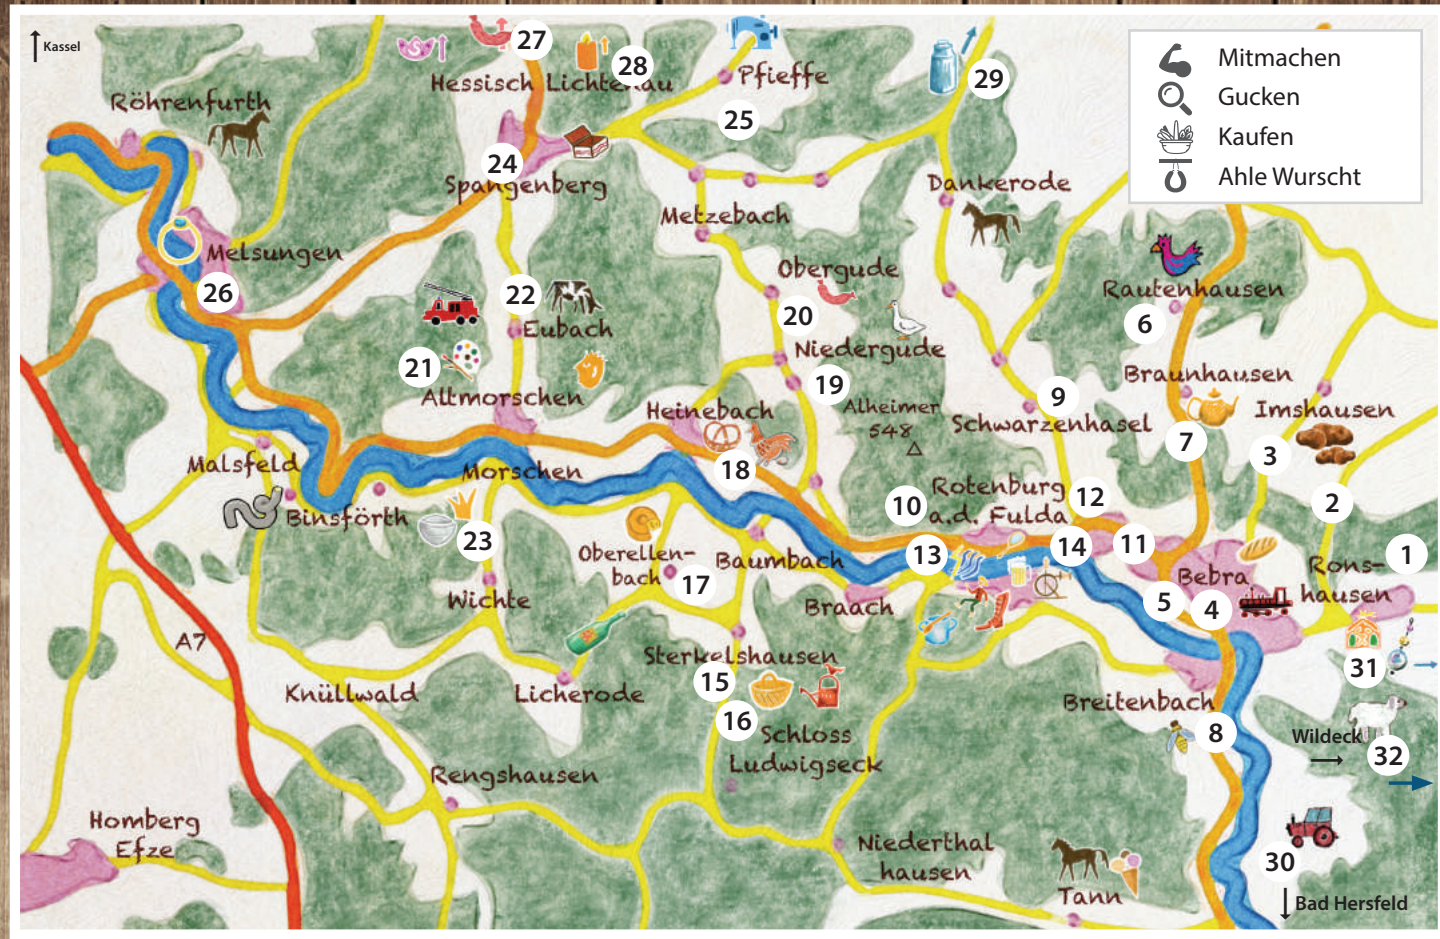 Kassel
27
28
Hessisch Lichtenau
Pfieffe
29
25
Mitmachen
Gucken
Kaufen
Ahle Wurscht
Röhrenfurth
24
Spangenberg
Metzebach
Dankerode
Melsungen
26
22
Eubach
Obergude
20
Niedergude
19
Rautenhausen
6
21
Altmorschen
Heinebach
18
Alheimer
548
9
Schwarzenhasel
Braunhausen
7
Imshausen
3
2
Malsfeld
Binsförth
Morschen
23
Wichte
Oberellen-
bach
17
Baumbach
Braach
10
Rotenburg
a.d. Fulda
12
13
14
11
Bebra
5
4
Rons-
hausen
1
31
A7
Knüllwald
Licherode
Sterkelshausen
15
16
Schloss
Ludwigseck
Breitenbach
8
Wildeck
32
Rengshausen
Homberg
Efze
Niederthal
hausen
Tann
30
Bad Hersfeld